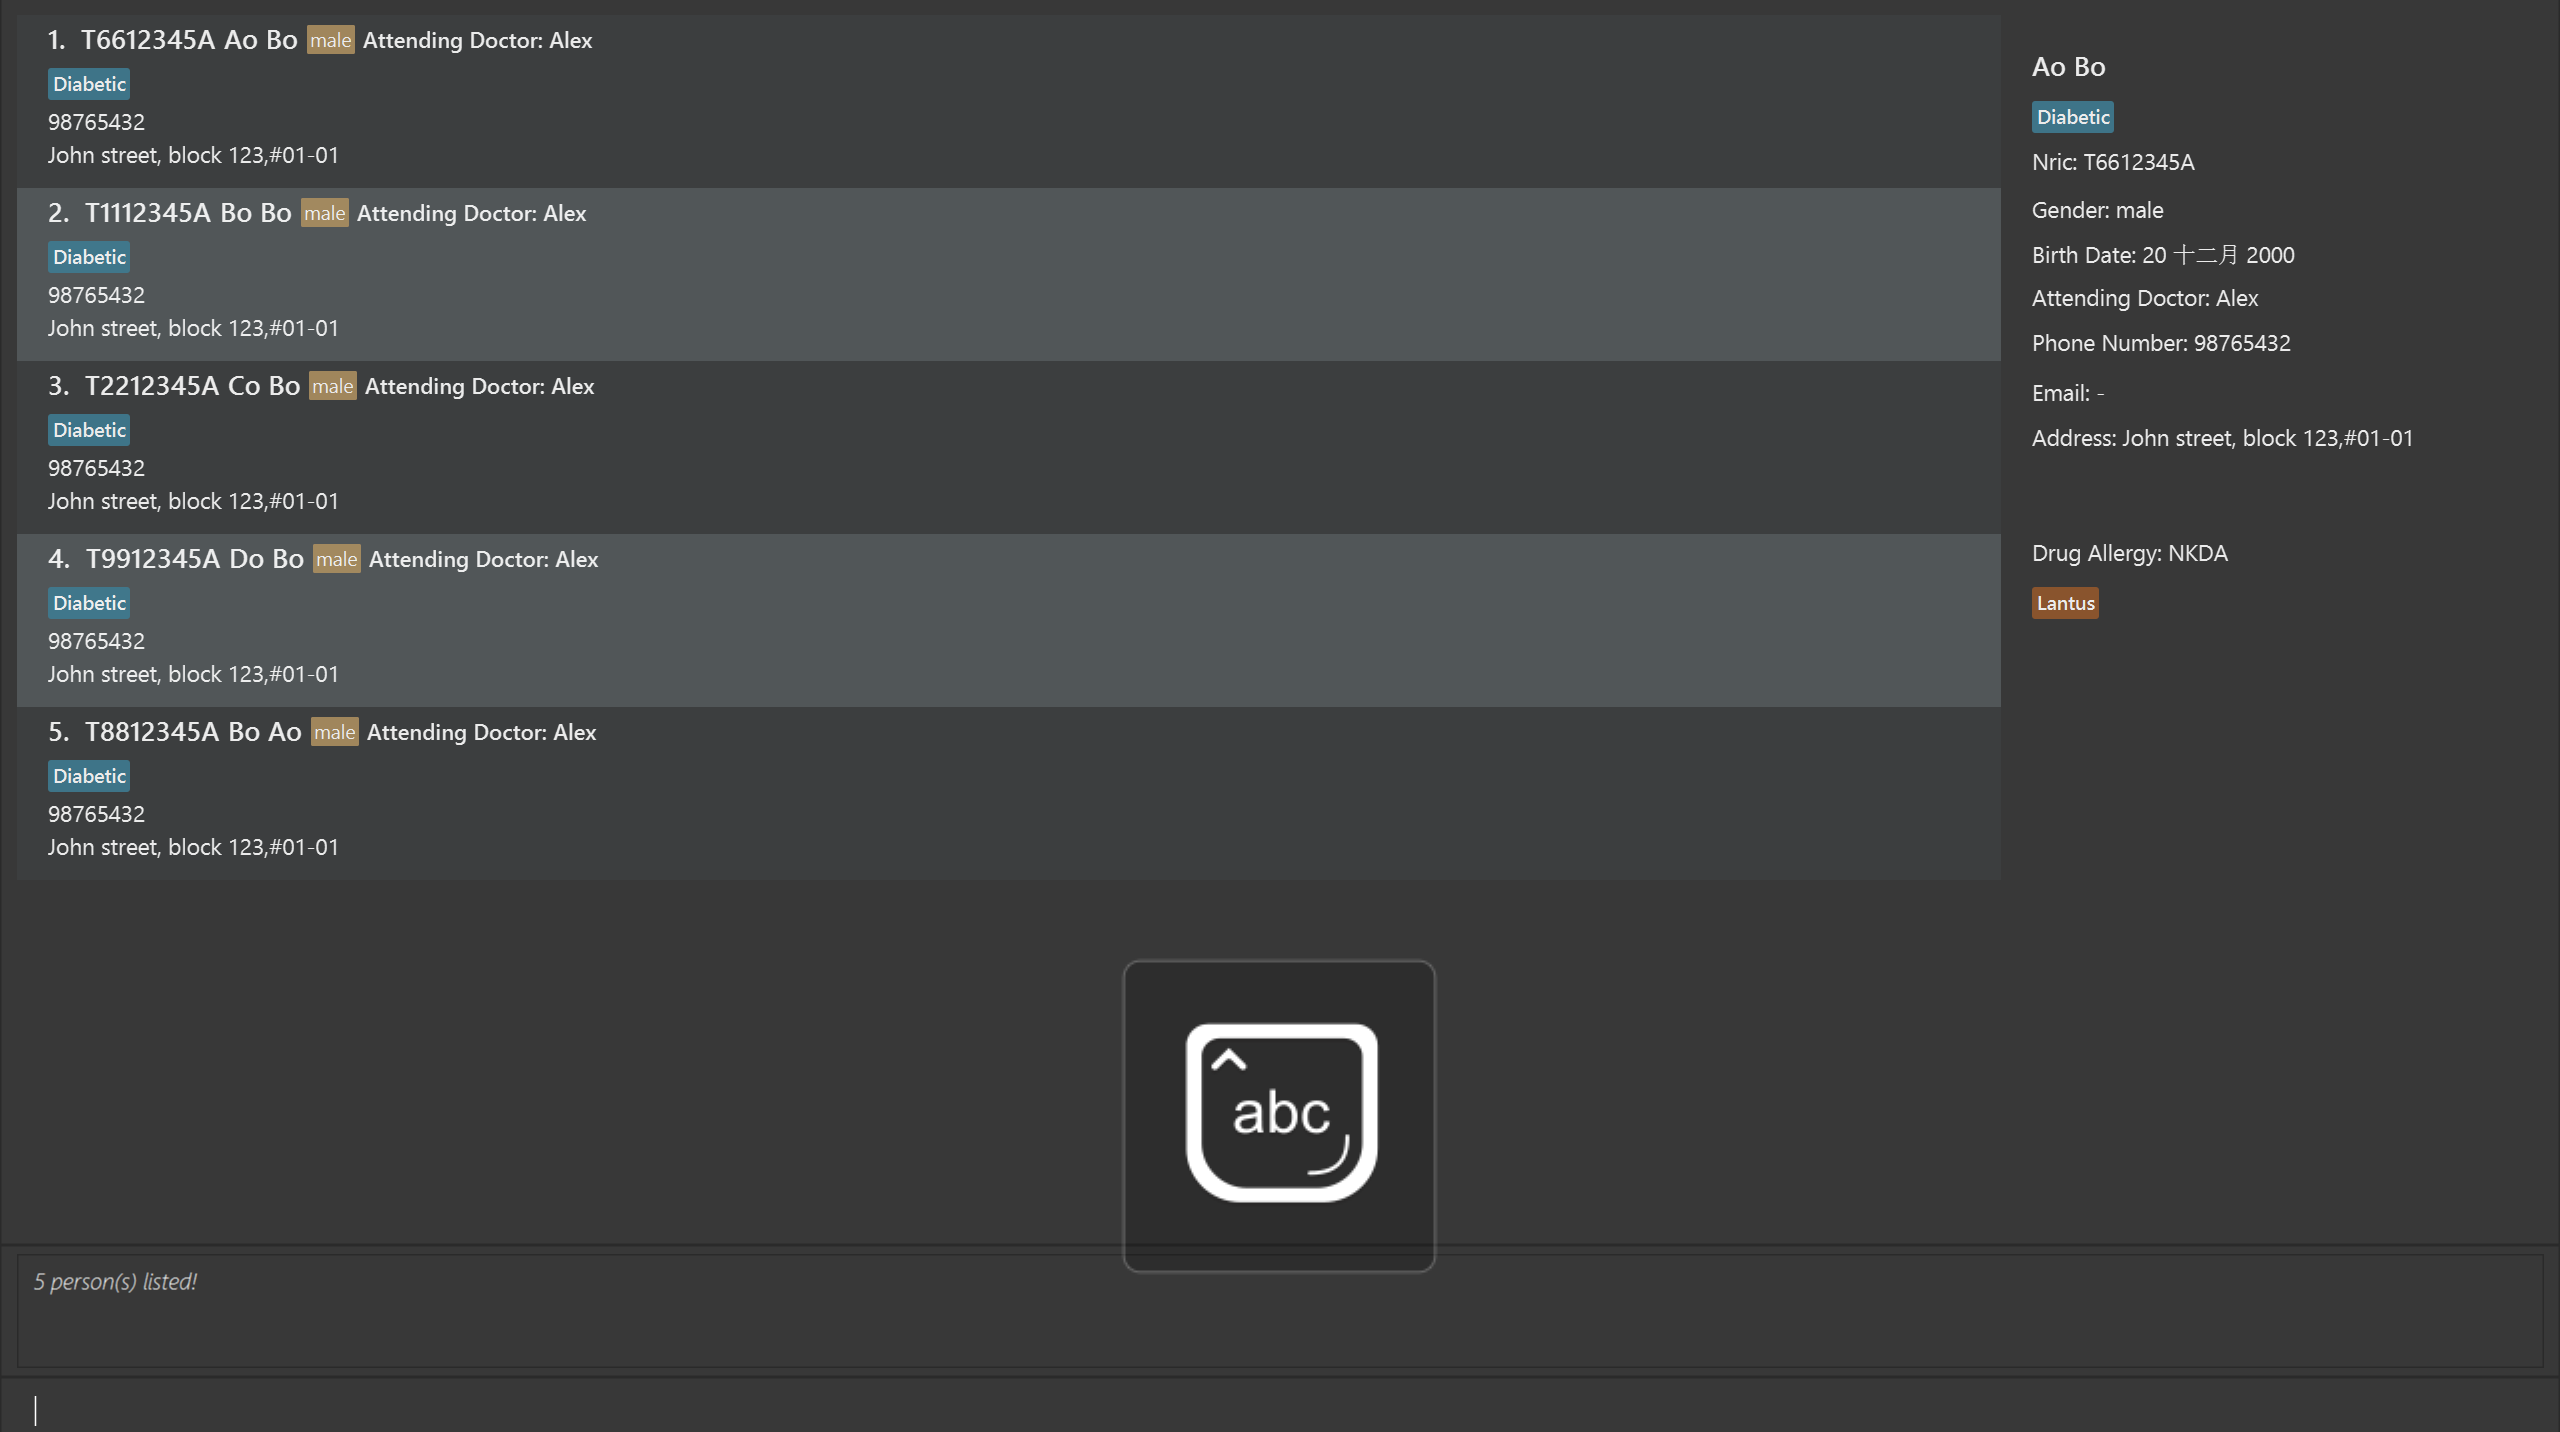 1. T6612345A Ao Bo male Attending Doctor: Alex
Diabetic
98765432
John street, block 123,#01-01
2. T1112345A Bo Bo male Attending Doctor: Alex
Diabetic
98765432
John street, block 123,#01-01
3. T2212345A Co Bo male Attending Doctor: Alex
Diabetic
98765432
John street, block 123,#01-01
4. T9912345A Do Bo male Attending Doctor: Alex
Diabetic
98765432
John street, block 123,#01-01
5. T8812345A Bo Ao male Attending Doctor: Alex
Diabetic
98765432
John street, block 123,#01-01
Ao Bo
Diabetic
Nric: T6612345A
Gender: male
Birth Date: 20 十二月 2000
Attending Doctor: Alex
Phone Number: 98765432
Email: -
Address: John street, block 123,#01-01
Drug Allergy: NKDA
Lantus
abc
5 person(s) listed!